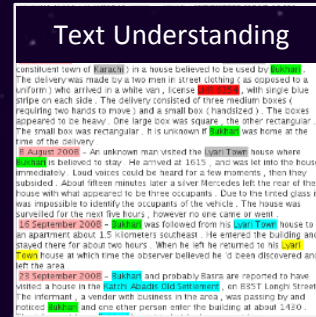 Text Understanding
constituent town of Karachi ) in a house believed to be used by Bukhari .
The delivery was made by a two men in street clothing ( as opposed to a
uniform ) who arrived in a white van , license , with single blue
stripe on each side . The delivery consisted of three medium boxes (
requiring two hands to move ) and a small box ( handsized ) . The boxes
appeared to be heavy . One large box was square , the other rectangular .
The small box was rectangular . It is unknown if Bukhari was home at the
time of the delivery .
8 August 2008 - An unknown man visited the Lyari Town house where
Bukhari is believed to stay . He arrived at 1615 , and was let into the house
immediately . Loud voices could be heard for a few moments , then they
subsided . About fifteen minutes later a silver Mercedes left the rear of the
house with what appeared to be three occupants . Due to the tinted glass it
was impossible to identify the occupants of the vehicle . The house was
surveilled for the next five hours , however no one came or went .
16 September 2008 - Bukhari was followed from his Lyari Town house to
an apartment about 1.5 kilometers southeast . He entered the building and
stayed there for about two hours . When he left he returned to his Lyari
Town house at which time the observer believed he 'd been discovered and
left the area
23 September 2008 - Bukhari and probably Basra are reported to have
visited a house in the Katchi Abadis Old Settlement , on 885T Longhi Street
The informant , a vendor with business in the area , was passing by and
noticed Bukhari and one other person enter the building at about 1430 .